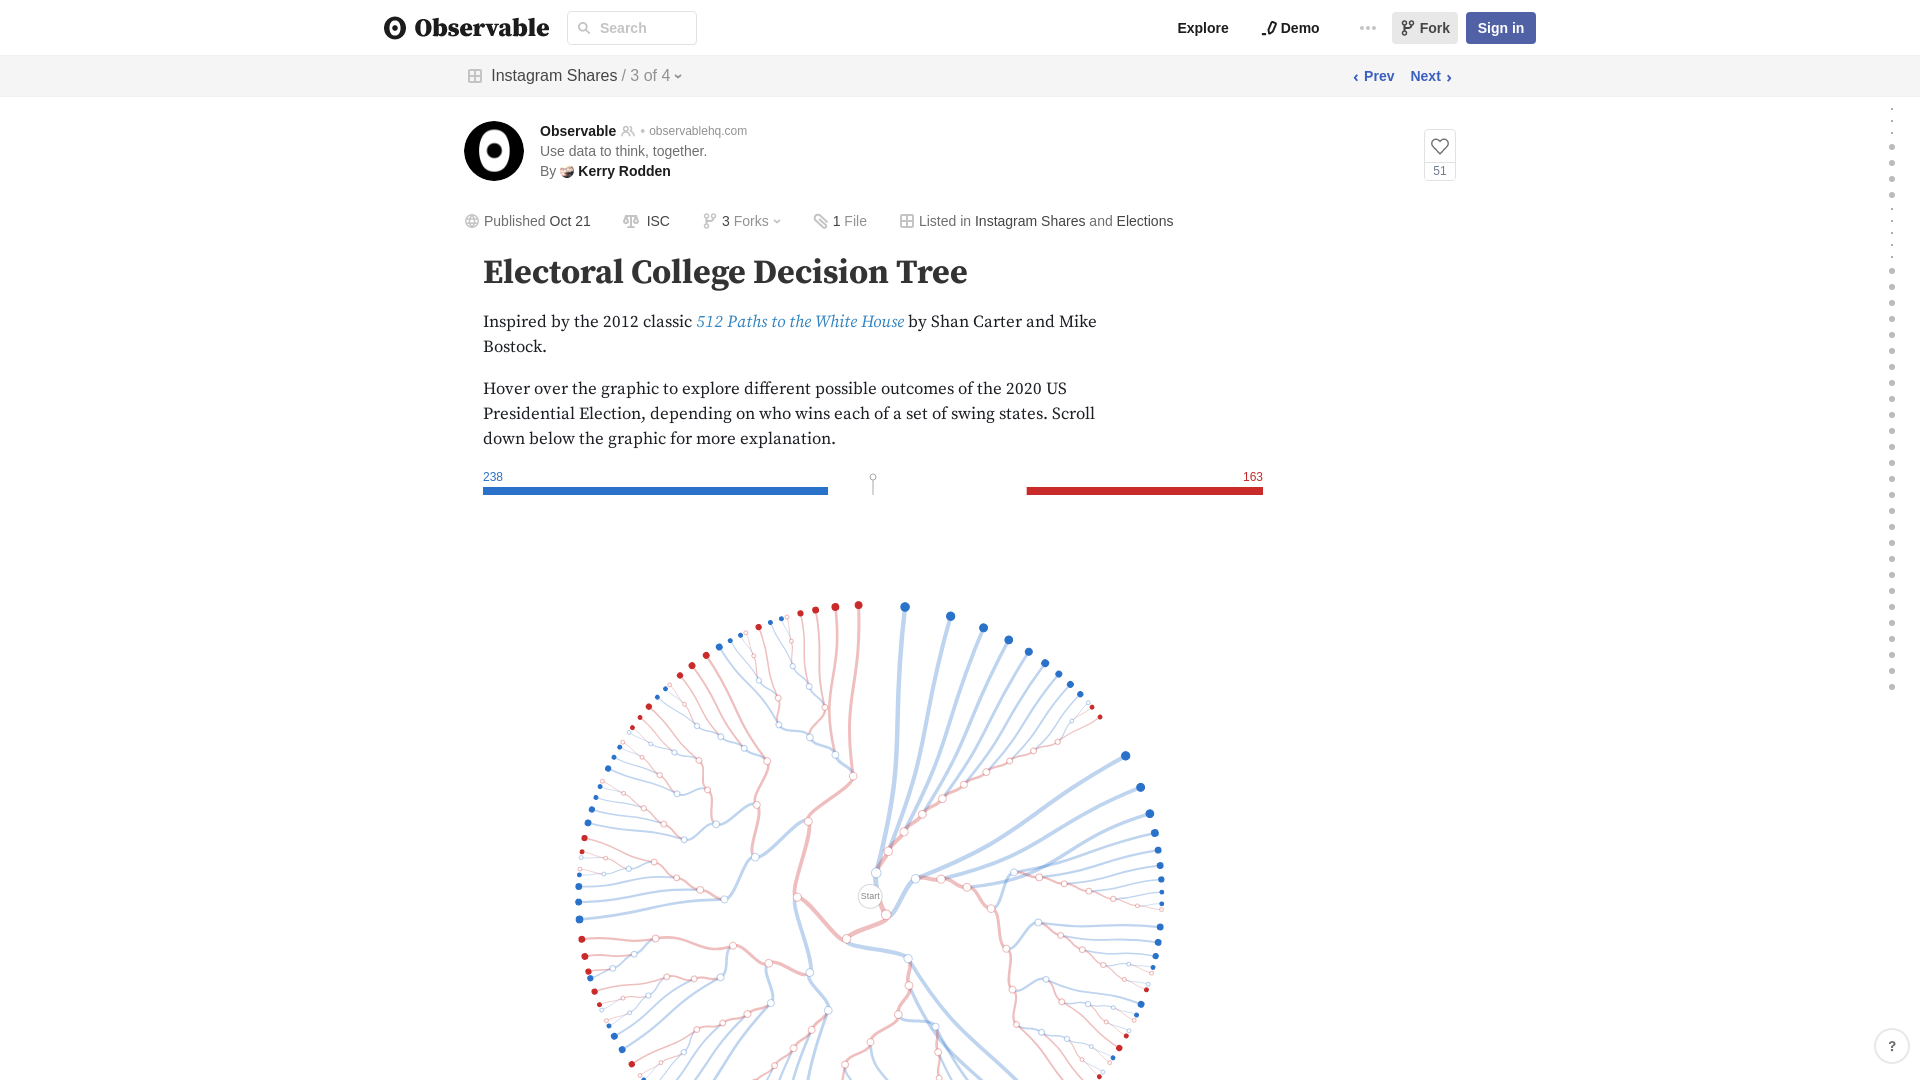 Observable
Search
Explore
Demo
Fork
Sign in
Instagram Shares / 3 of 4
‹ Prev
Next ›
Observable • observablehq.com
Use data to think, together.
By Kerry Rodden
51
Published Oct 21
ISC
3 Forks
1 File
Listed in Instagram Shares and Elections
Electoral College Decision Tree
Inspired by the 2012 classic 512 Paths to the White House by Shan Carter and Mike
Bostock.
Hover over the graphic to explore different possible outcomes of the 2020 US
Presidential Election, depending on who wins each of a set of swing states. Scroll
down below the graphic for more explanation.
238
163
Start
?